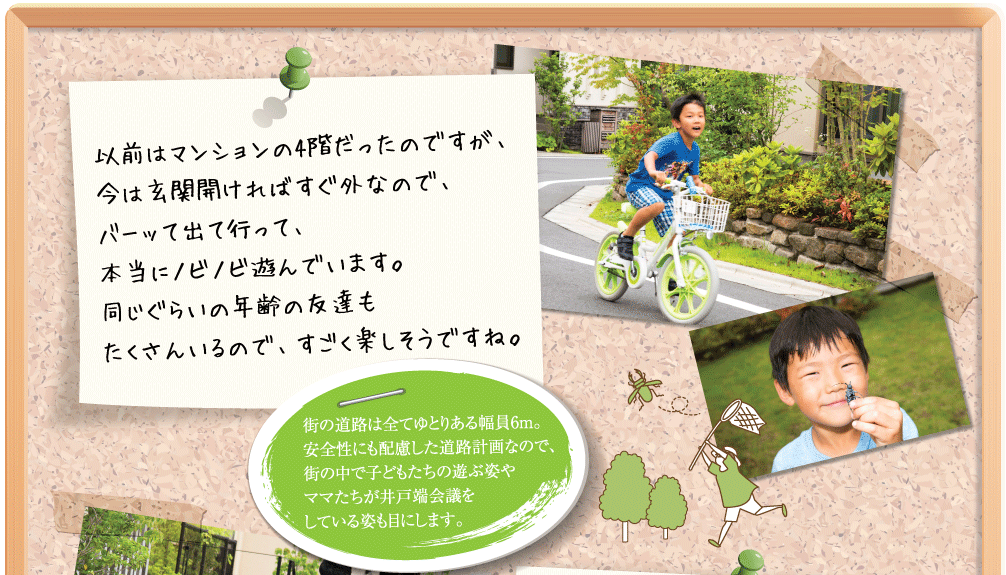 以前はマンションの4階だったのですが、
今は玄関開ければすぐ外なので、
バーッて出て行って、
本当にノビノビ遊んでいます。
同じぐらいの年齢の友達も
たくさんいるので、すごく楽しそうですね。
街の道路は全てゆとりある幅員6m。
安全性にも配慮した道路計画なので、
街の中で子どもたちの遊ぶ姿や
ママたちが井戸端会議を
している姿も目にします。